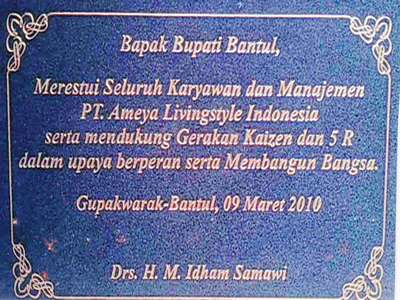 Bapak Bupati Bantul,
Merestui Seluruh Karyawan dan Manajemen
PT. Ameya Livingstyle Indonesia
serta mendukung Gerakan Kaizen dan 5 R
dalam upaya berperan serta Membangun Bangsa.
Gupakwarak-Bantul, 09 Maret 2010
Drs. H. M. Idham Samawi